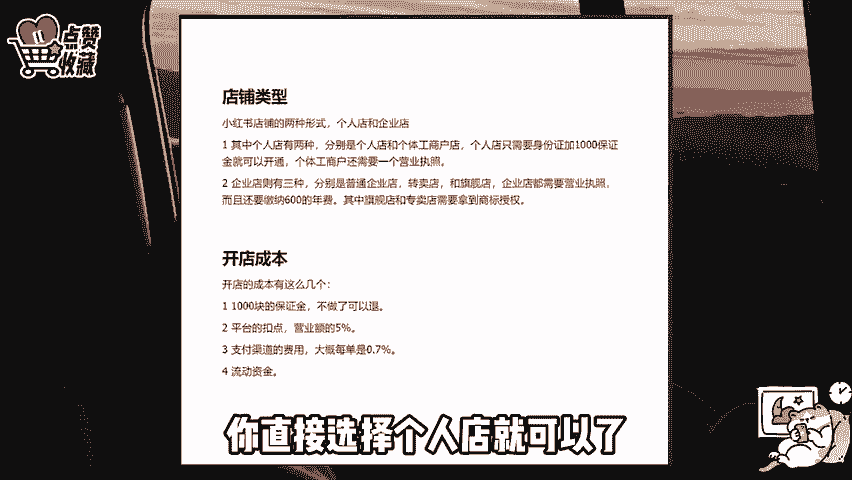 点赞
收藏
店铺类型
小红书店铺的两种形式，个人店和企业店
1 其中个人店有两种，分别是个人店和个体工商户店，个人店只需要身份证加1000保证
金就可以开通，个体工商户还需要一个营业执照。
2 企业店则有三种，分别是普通企业店，转卖店，和旗舰店，企业店都需要营业执照，
而且还要缴纳600的年费。其中旗舰店和专卖店需要拿到商标授权。
开店成本
开店的成本有这么几个：
1 1000块的保证金，不做了可以退。
2 平台的扣点，营业额的5%。
3 支付渠道的费用，大概每单是0.7%。
4 流动资金。
你直接选择个人店就可以了